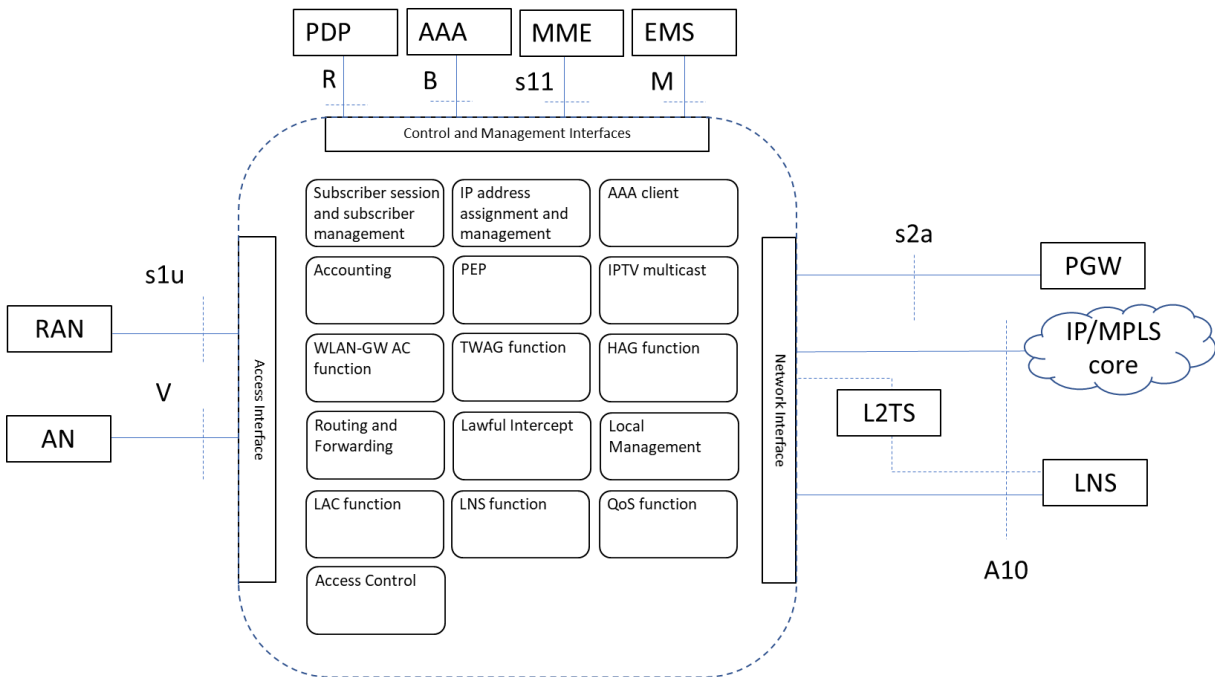 PDP
AAA
MME
EMS
R
B
s11
M
Control and Management Interfaces
Subscriber session
and subscriber
management
IP address
assignment and
management
AAA client
Accounting
PEP
IPTV multicast
WLAN-GW AC
function
TWAG function
HAG function
Routing and
Forwarding
Lawful Intercept
Local
Management
LAC function
LNS function
QoS function
Access Control
s1u
RAN
V
AN
Access Interface
Network Interface
s2a
PGW
IP/MPLS
core
L2TS
LNS
A10